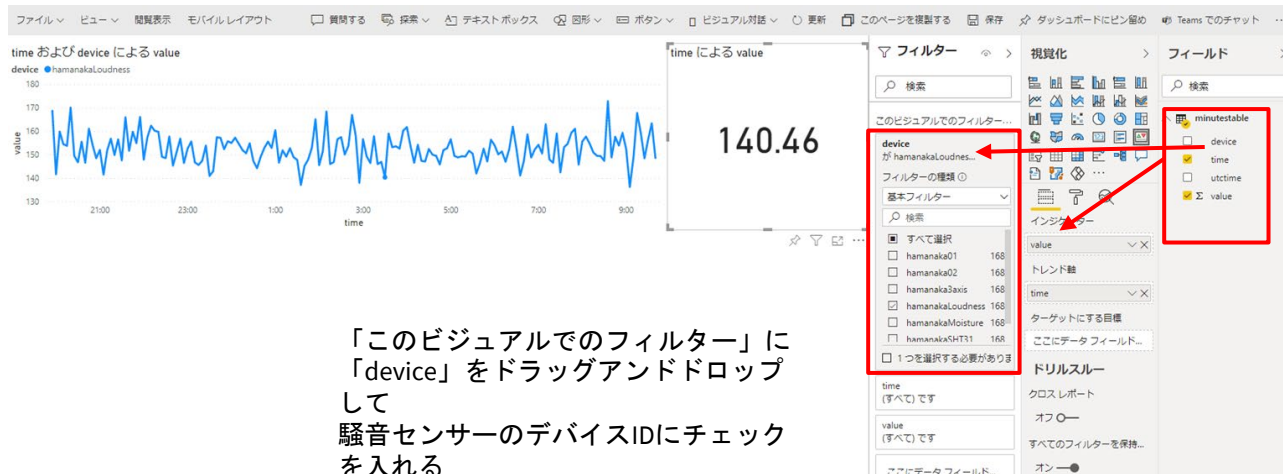 ファイル ビュー 閲覧表示 モバイルレイアウト 質問する 探索 テキストボックス 図形 ボタン ビジュアル対話 更新 このページを複製する 保存 ダッシュボードにピン留め Teams でのチャット ...
time および device による value
device hamanakaLoudness
180
170
160
150
140
130
value
21:00 23:00 1:00 3:00 5:00 7:00 9:00
time
time による value
140.46
フィルター
検索
このビジュアルでのフィルター...
device
が hamanakaLoudnes...
フィルターの種類
基本フィルター
検索
すべて選択
hamanaka01 168
hamanaka02 168
hamanaka3axis 168
hamanakaLoudness 168
hamanakaMoisture 168
hamanakaSHT31 168
1 つを選択する必要がありま
time
(すべて) です
value
(すべて) です
ここにデータ フィールド...
視覚化
インジケーター
value
トレンド軸
time
ターゲットにする目標
ここにデータ フィールド...
ドリルスルー
クロス レポート
オフ
すべてのフィルターを保持...
オン
フィールド
検索
minutestable
device
time
utctime
Σ value
「このビジュアルでのフィルター」に
「device」をドラッグアンドドロップ
して
騒音センサーのデバイスIDにチェック
を入れる